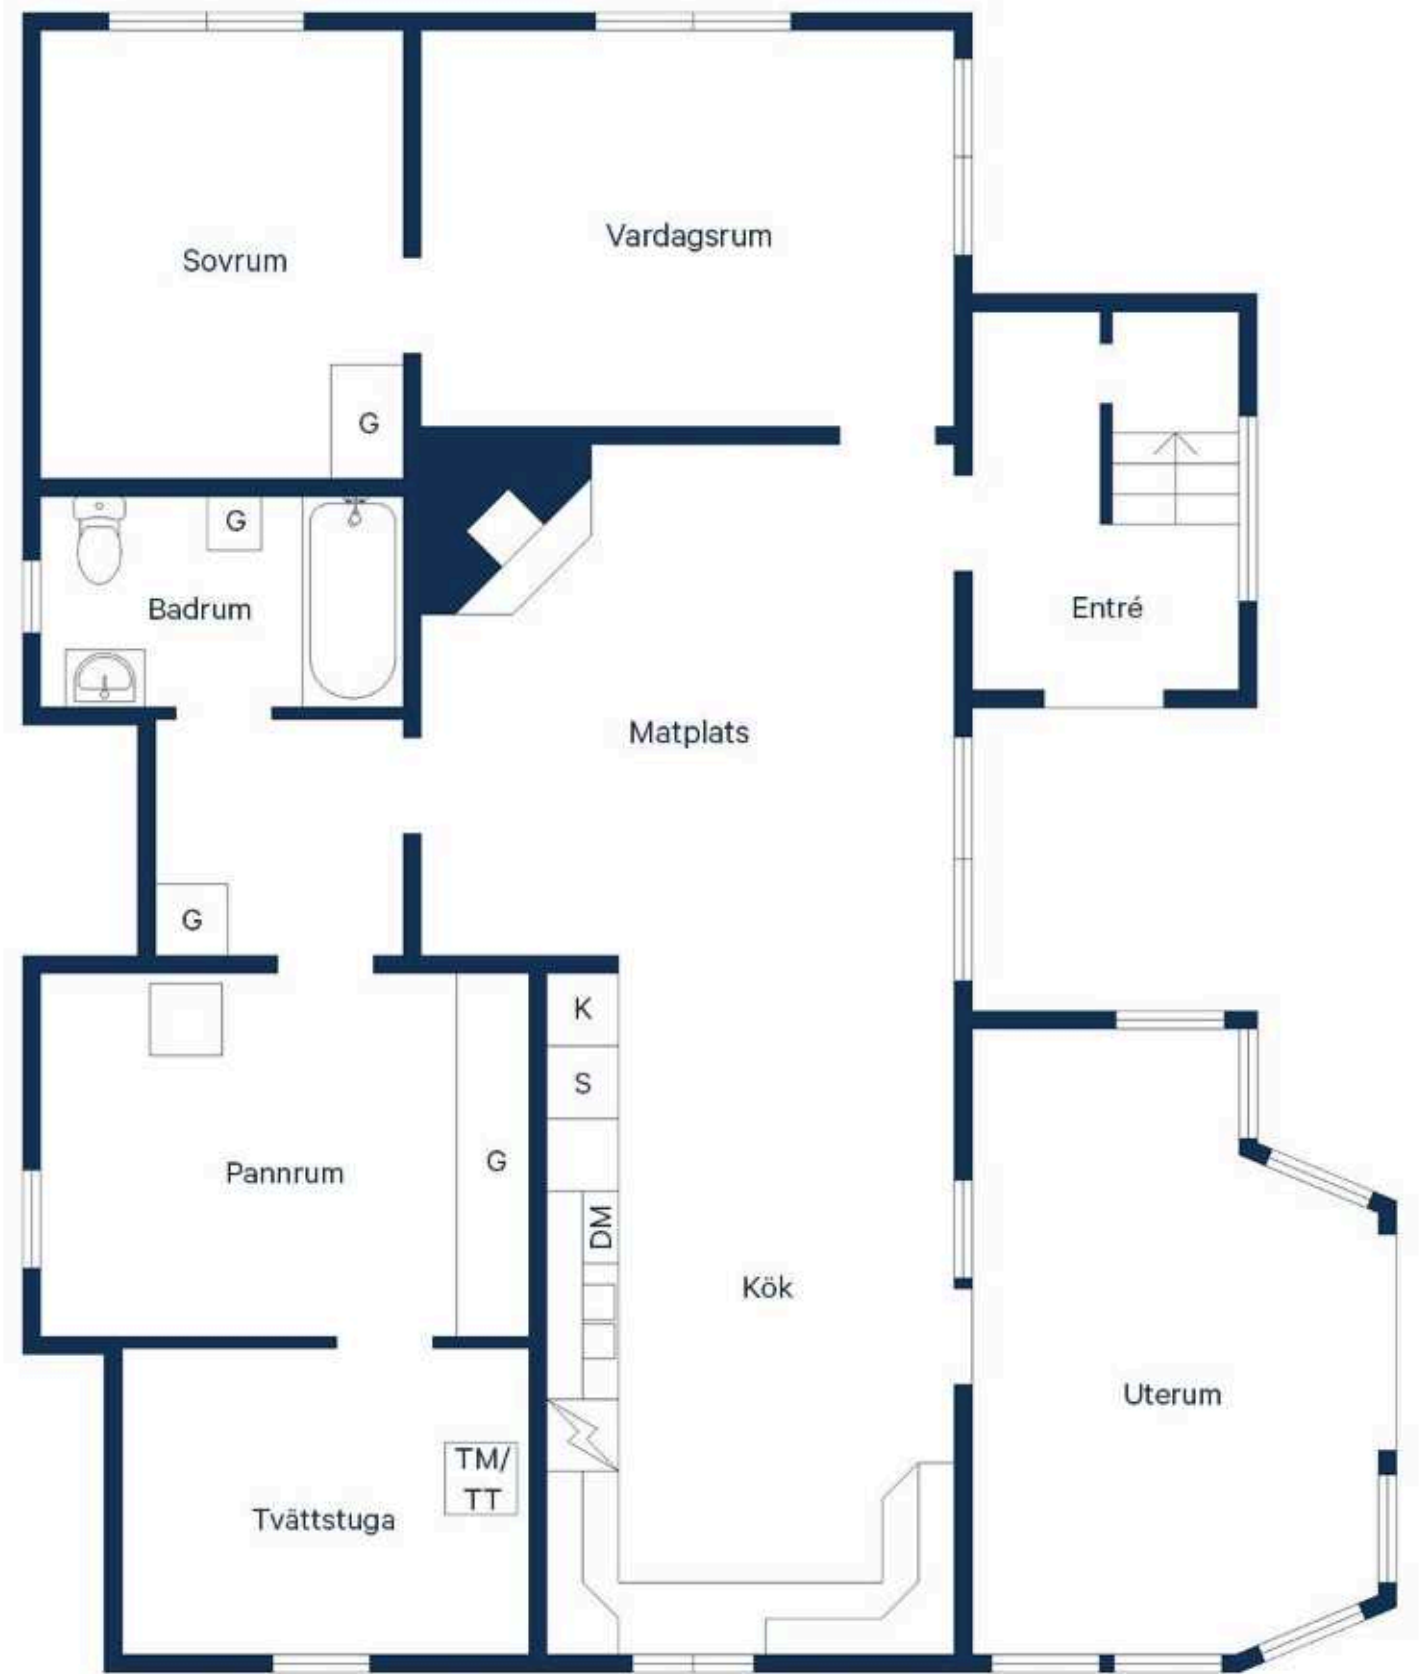 Vardagsrum
Sovrum
G
G
Badrum
Entré
Matplats
G
K
S
G
Pannrum
DM
Kök
Uterum
TM/
TT
Tvättstuga